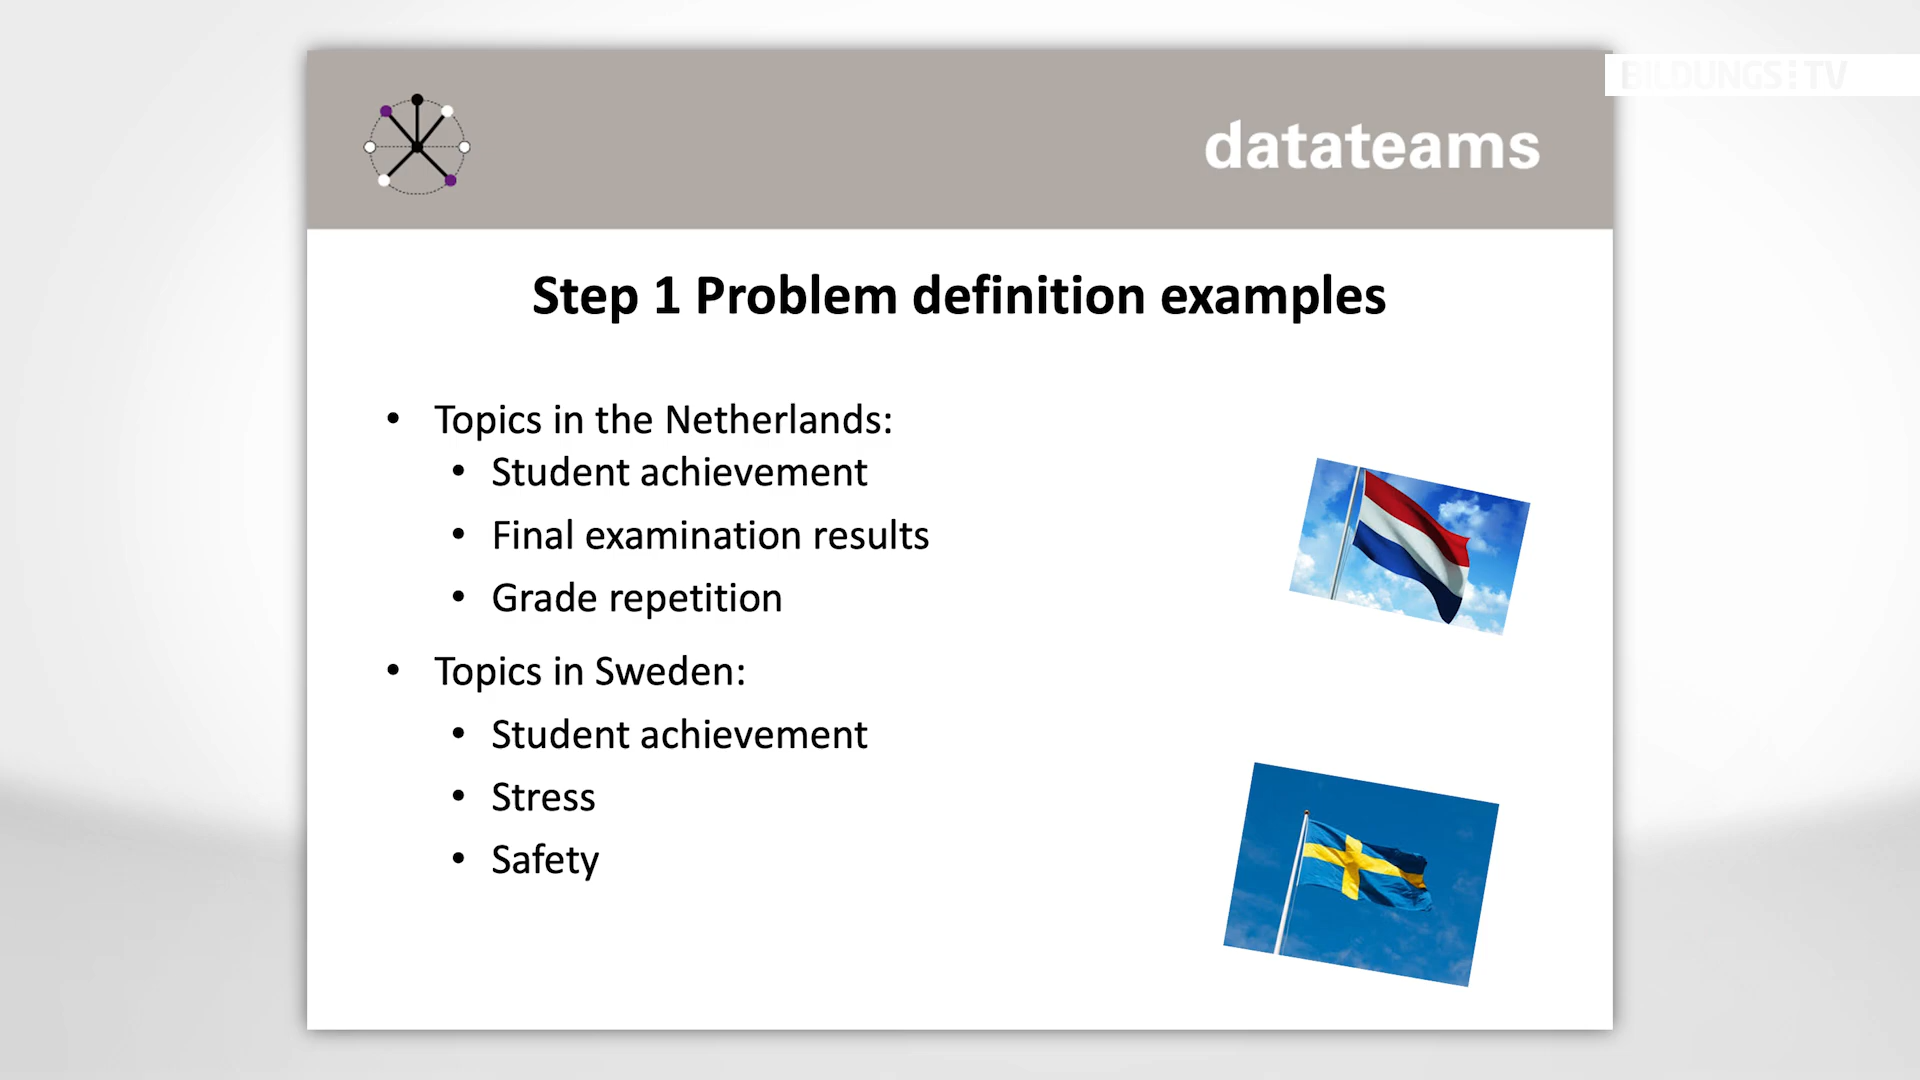 BILDUNGS TV
datateams
Step 1 Problem definition examples
• Topics in the Netherlands:
• Student achievement
• Final examination results
• Grade repetition
• Topics in Sweden:
• Student achievement
• Stress
• Safety